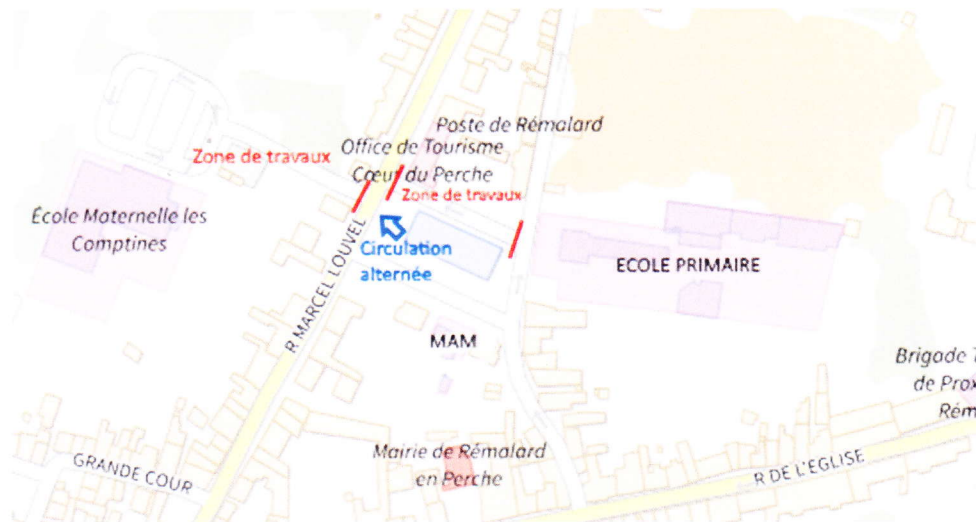 Poste de Rémalard
Office de Tourisme
Cœur du Perche
Zone de travaux
Zone de travaux
École Maternelle les
Comptines
Circulation
alternée
R MARCEL LOUVEL
ECOLE PRIMAIRE
MAM
Brigade
de Prox
Rém
Mairie de Rémalard
en Perche
GRANDE COUR
R DE L'EGLISE